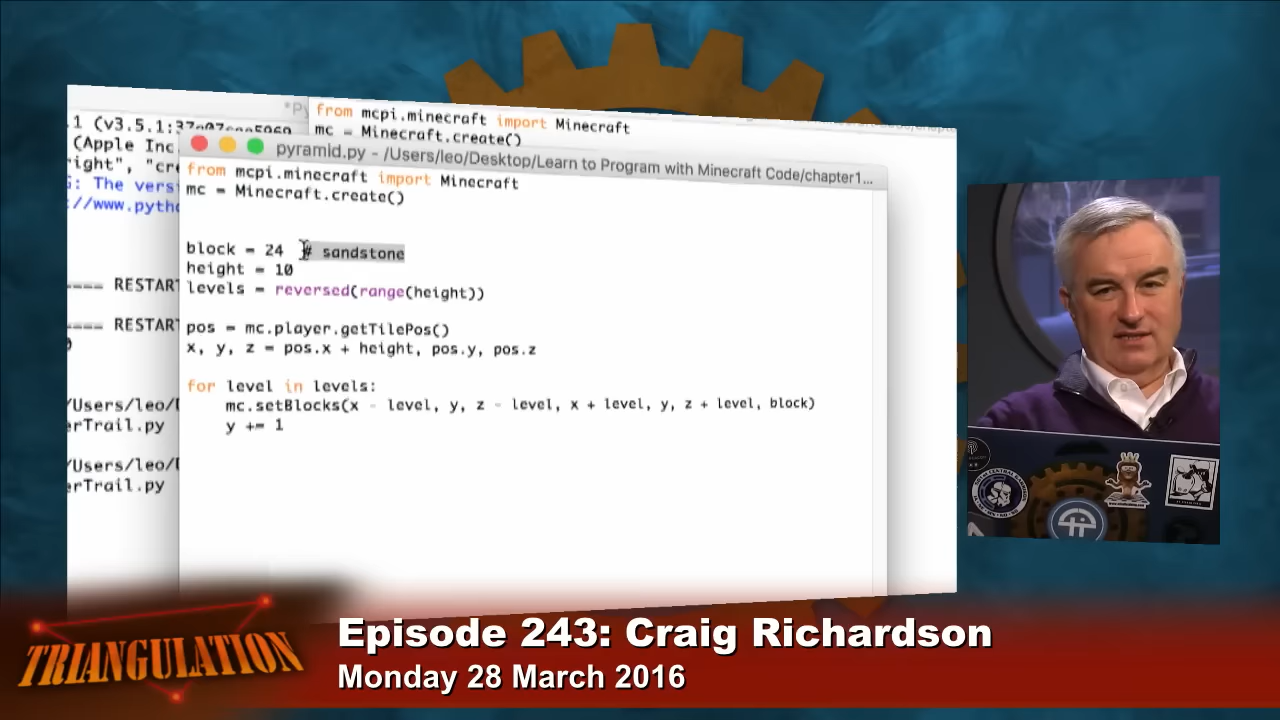 .1 (v3.5.1:37a07cee5969
(Apple Inc.
"right", "cre
G: The versi
://www.pytho
==== RESTART
==== RESTART
0
/Users/leo/D
erTrail.py
/Users/leo/D
erTrail.py
from mcpi.minecraft import Minecraft
mc = Minecraft.create()
pyramid.py - /Users/leo/Desktop/Learn to Program with Minecraft Code/chapter1...
from mcpi.minecraft import Minecraft
mc = Minecraft.create()
block = 24 # sandstone
height = 10
levels = reversed(range(height))
pos = mc.player.getTilePos()
x, y, z = pos.x + height, pos.y, pos.z
for level in levels:
mc.setBlocks(x - level, y, z - level, x + level, y, z + level, block)
y += 1
TRIANGULATION
Episode 243: Craig Richardson
Monday 28 March 2016